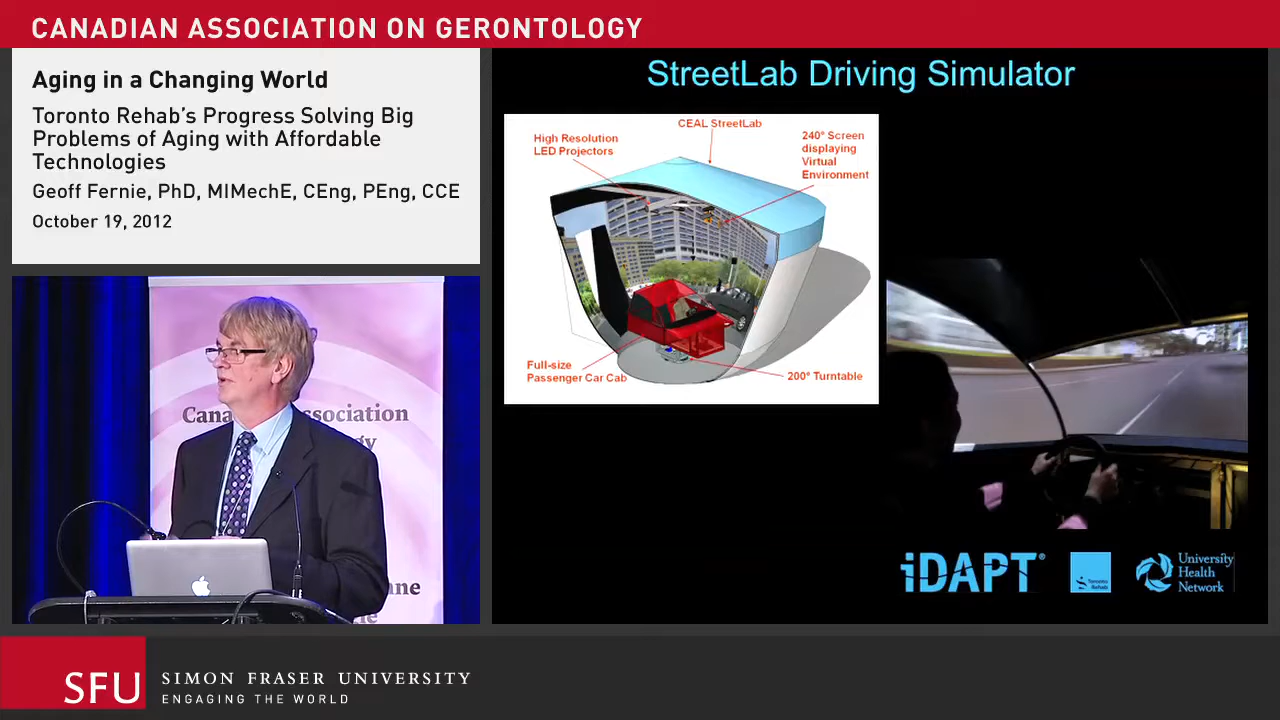 CANADIAN ASSOCIATION ON GERONTOLOGY
Aging in a Changing World
Toronto Rehab's Progress Solving Big
Problems of Aging with Affordable
Technologies
Geoff Fernie, PhD, MIMechE, CEng, PEng, CCE
October 19, 2012
StreetLab Driving Simulator
CEAL StreetLab
High Resolution
LED Projectors
240° Screen
displaying
Virtual
Environment
Full-size
Passenger Car Cab
200° Turntable
iDAPT®
Toronto
Rehab
University
Health
Network
SFU
SIMON FRASER UNIVERSITY
ENGAGING THE WORLD